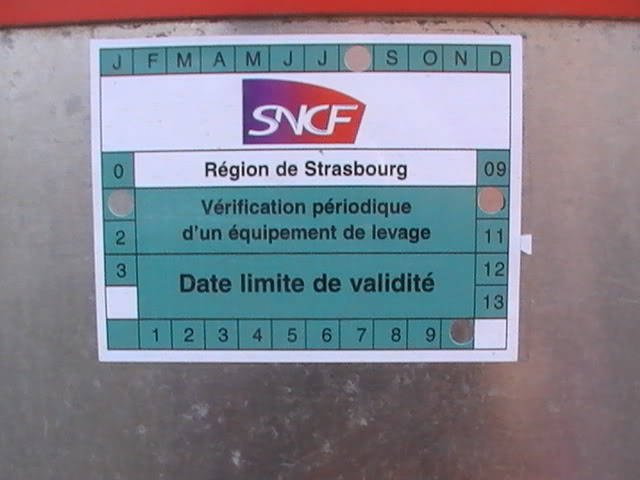 J F M A M J J S O N D
SNCF
0 Région de Strasbourg 09
Vérification périodique
2 d'un équipement de levage 11
3 Date limite de validité 12
13
1 2 3 4 5 6 7 8 9